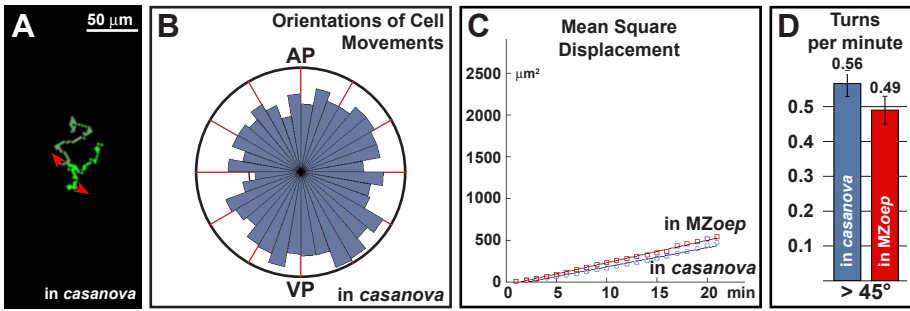 A
50 μm
in casanova
B
Orientations of Cell
Movements
AP
VP
in casanova
C
Mean Square
Displacement
μm²
2500
2000
1500
1000
500
0
0
5
10
15
20
min
in MZoep
in casanova
D
Turns
per minute
0.56
0.49
0.5
0.4
0.3
0.2
0.1
in casanova
in MZoep
> 45°